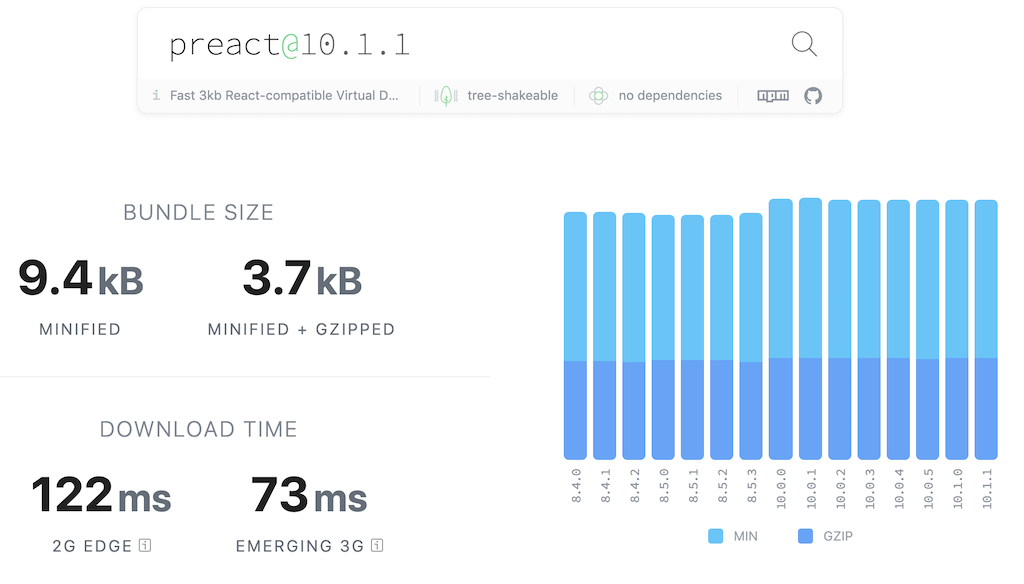 preact@10.1.1
i Fast 3kb React-compatible Virtual D... tree-shakeable no dependencies npm
BUNDLE SIZE
9.4 kB 3.7 kB
MINIFIED MINIFIED + GZIPPED
DOWNLOAD TIME
122 ms 73 ms
2G EDGE i EMERGING 3G i
8.4.0
8.4.1
8.4.2
8.5.0
8.5.1
8.5.2
8.5.3
10.0.0
10.0.1
10.0.2
10.0.3
10.0.4
10.0.5
10.1.0
10.1.1
MIN GZIP